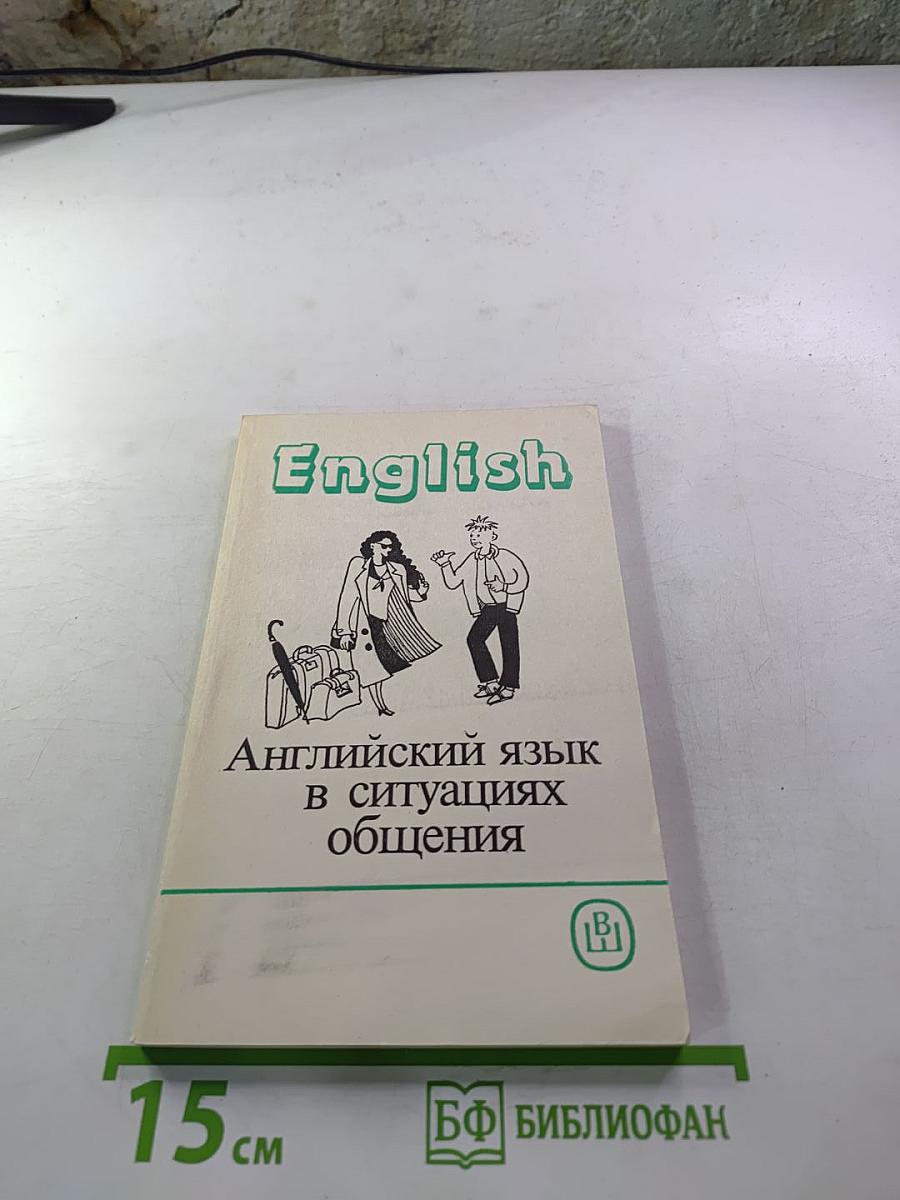 English
Английский язык
в ситуациях
общения
ВШ
15 см
БФ БИБЛИОФАН